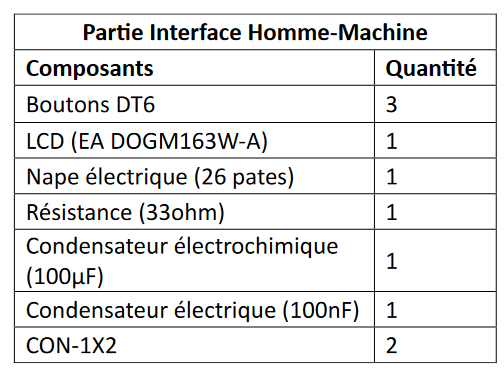 Partie Interface Homme-Machine
Composants Quantité
Boutons DT6 3
LCD (EA DOGM163W-A) 1
Nape électrique (26 pates) 1
Résistance (33ohm) 1
Condensateur électrochimique
(100µF) 1
Condensateur électrique (100nF) 1
CON-1X2 2